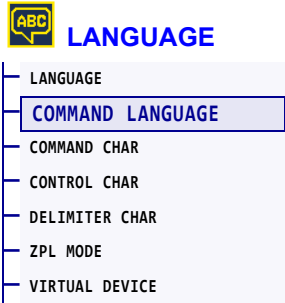 ABC
LANGUAGE
LANGUAGE
COMMAND LANGUAGE
COMMAND CHAR
CONTROL CHAR
DELIMITER CHAR
ZPL MODE
VIRTUAL DEVICE